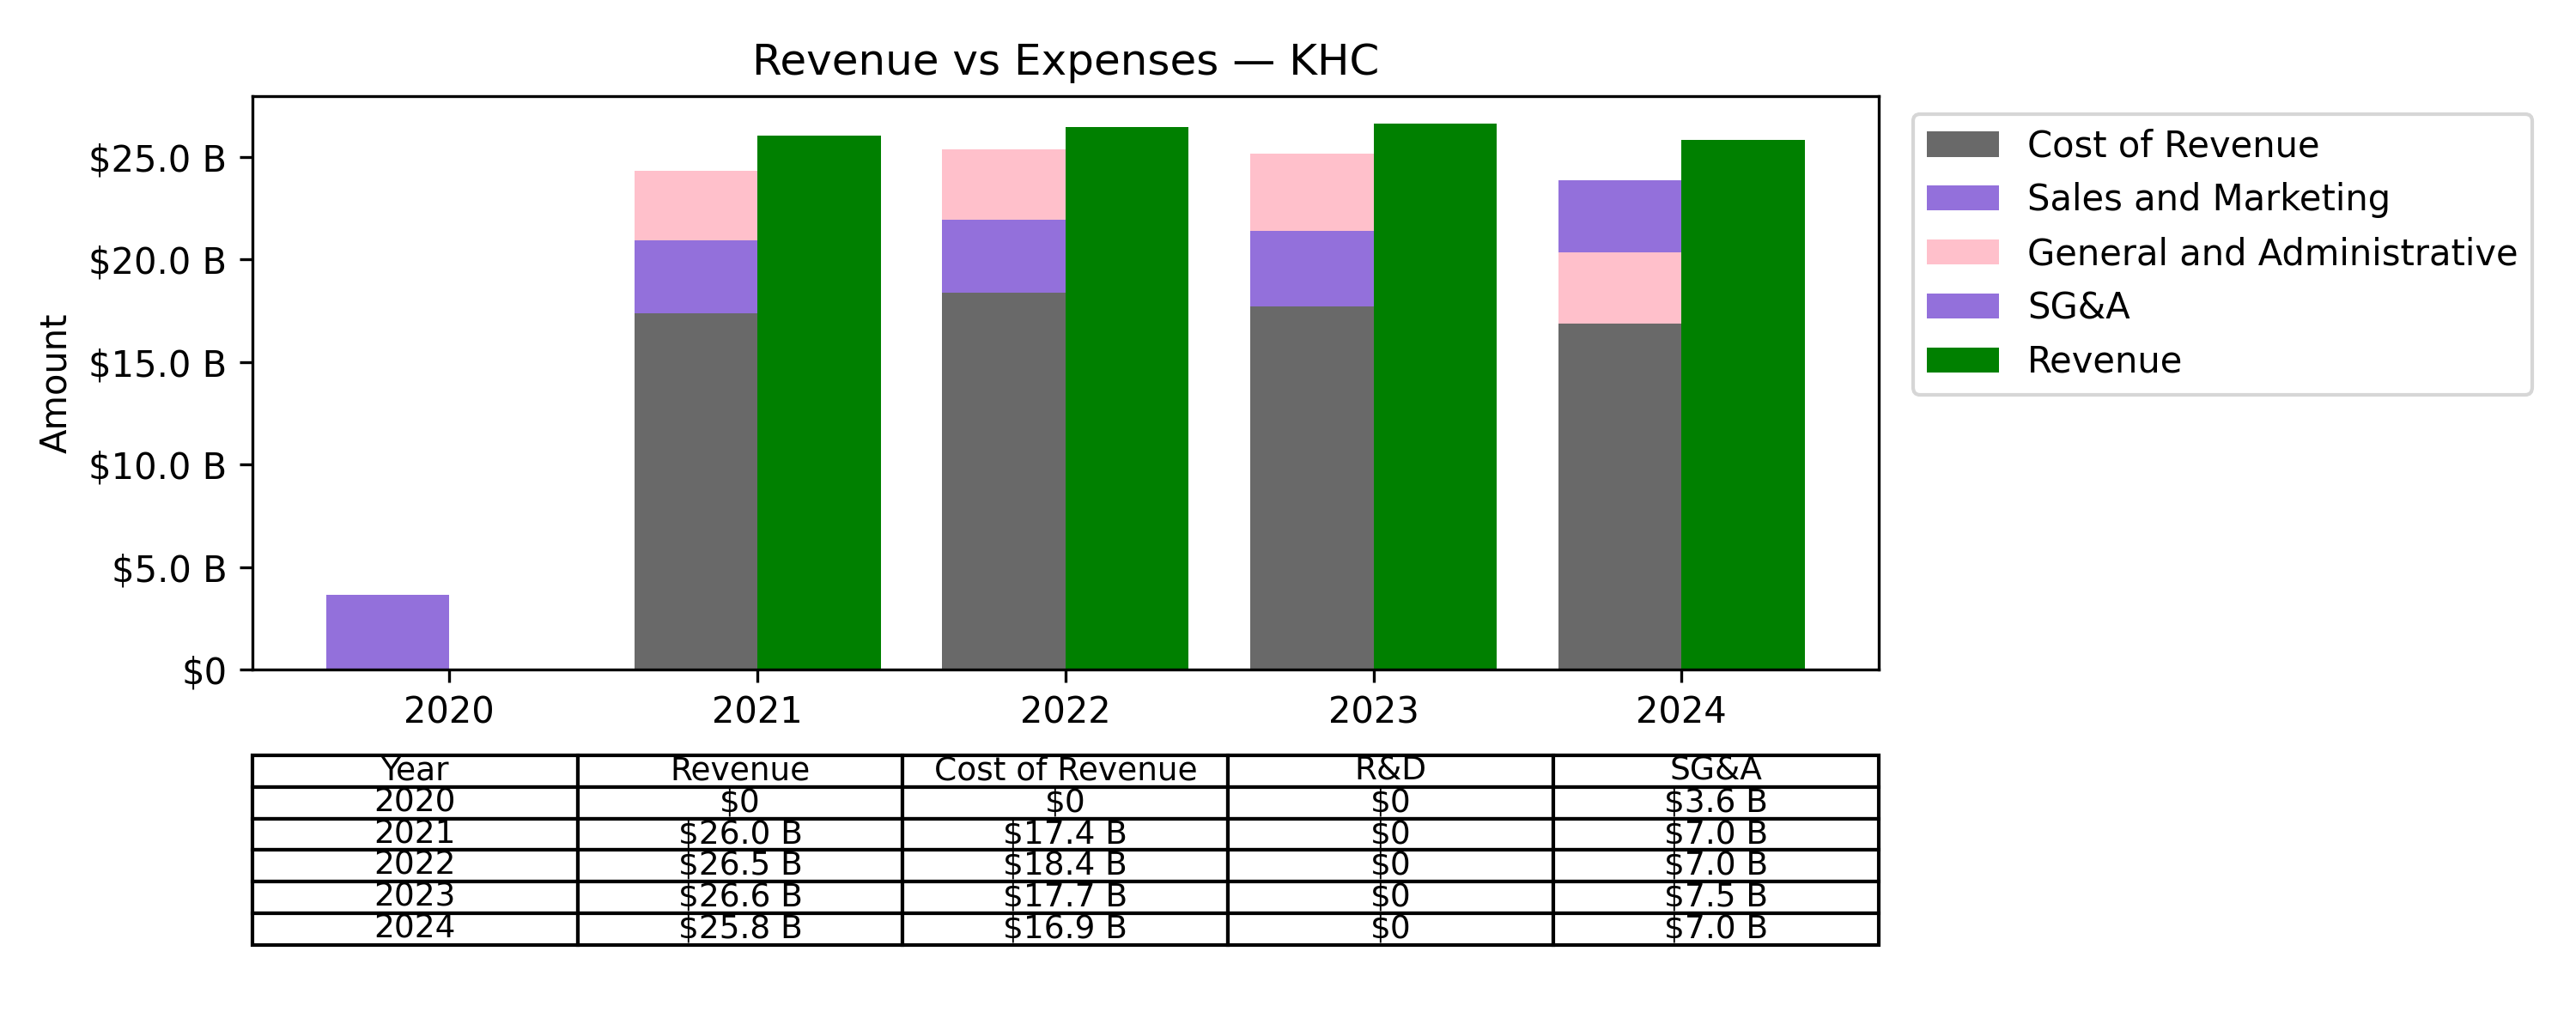 Revenue vs Expenses — KHC
Amount
$25.0 B
$20.0 B
$15.0 B
$10.0 B
$5.0 B
$0
2020 2021 2022 2023 2024
Cost of Revenue
Sales and Marketing
General and Administrative
SG&A
Revenue
Year Revenue Cost of Revenue R&D SG&A
2020 $0 $0 $0 $3.6 B
2021 $26.0 B $17.4 B $0 $7.0 B
2022 $26.5 B $18.4 B $0 $7.0 B
2023 $26.6 B $17.7 B $0 $7.5 B
2024 $25.8 B $16.9 B $0 $7.0 B